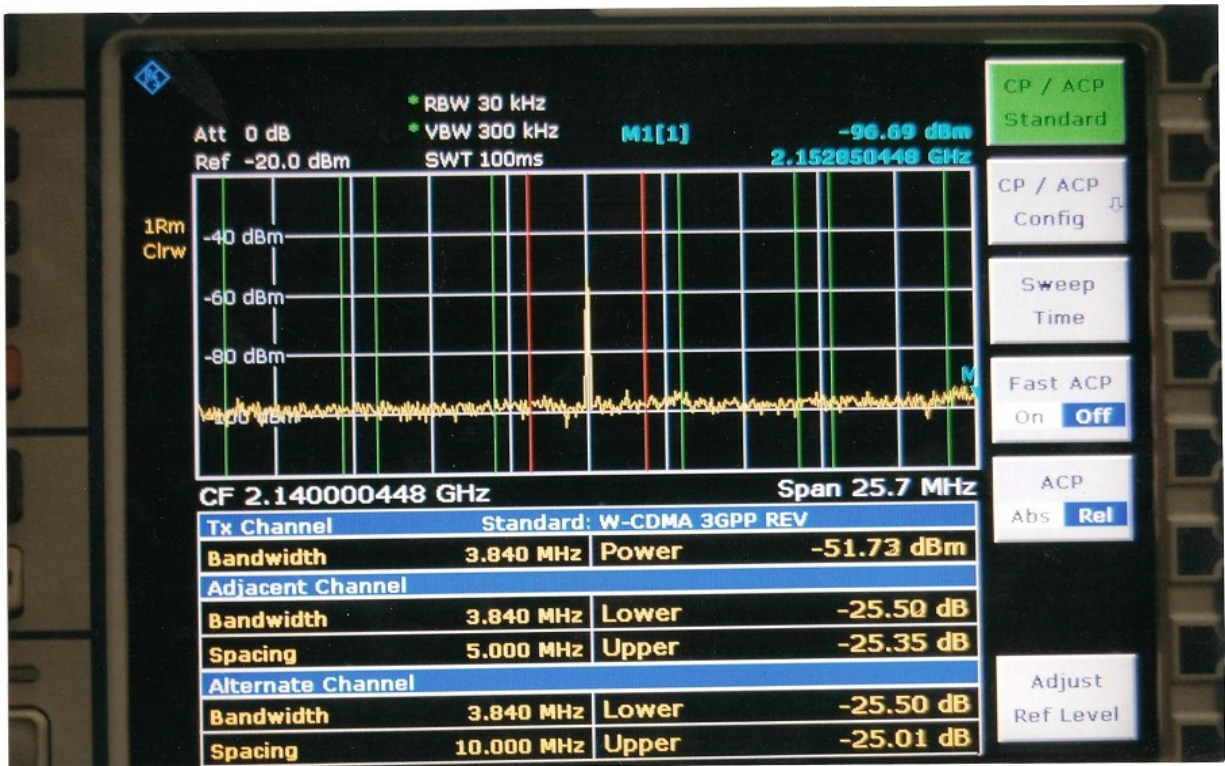 * RBW 30 kHz
Att 0 dB * VBW 300 kHz M1[1] -96.69 dBm
Ref -20.0 dBm SWT 100ms 2.152850448 GHz
1Rm
Clrw
-40 dBm
-60 dBm
-80 dBm
-100 dBm
M
CF 2.140000448 GHz Span 25.7 MHz
Tx Channel Standard: W-CDMA 3GPP REV
Bandwidth 3.840 MHz Power -51.73 dBm
Adjacent Channel
Bandwidth 3.840 MHz Lower -25.50 dB
Spacing 5.000 MHz Upper -25.35 dB
Alternate Channel
Bandwidth 3.840 MHz Lower -25.50 dB
Spacing 10.000 MHz Upper -25.01 dB
CP / ACP
Standard
CP / ACP
Config
Sweep
Time
Fast ACP
On Off
ACP
Abs Rel
Adjust
Ref Level